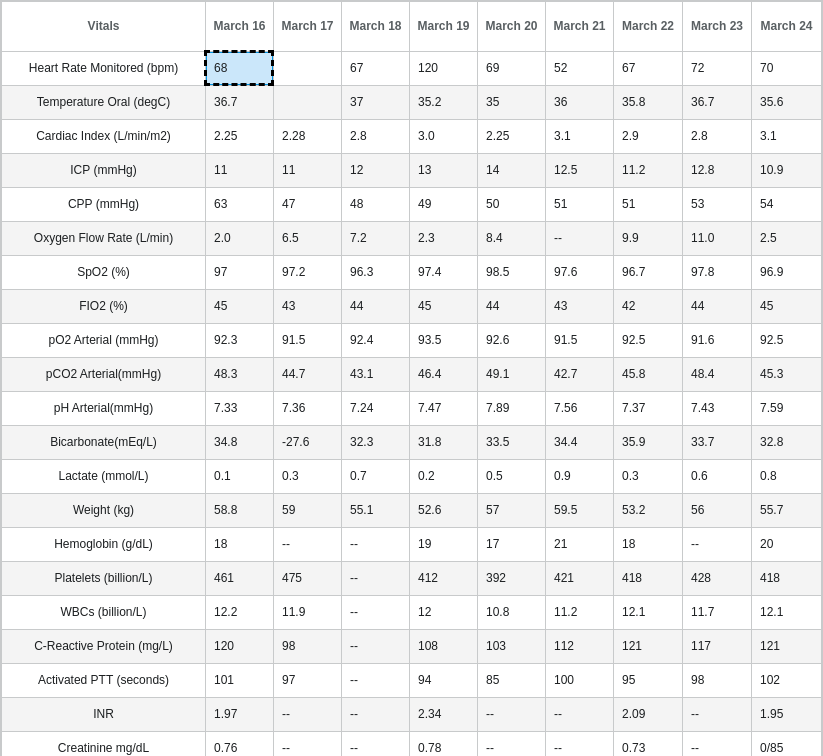 Vitals March 16 March 17 March 18 March 19 March 20 March 21 March 22 March 23 March 24
Heart Rate Monitored (bpm) 68 67 120 69 52 67 72 70
Temperature Oral (degC) 36.7 37 35.2 35 36 35.8 36.7 35.6
Cardiac Index (L/min/m2) 2.25 2.28 2.8 3.0 2.25 3.1 2.9 2.8 3.1
ICP (mmHg) 11 11 12 13 14 12.5 11.2 12.8 10.9
CPP (mmHg) 63 47 48 49 50 51 51 53 54
Oxygen Flow Rate (L/min) 2.0 6.5 7.2 2.3 8.4 -- 9.9 11.0 2.5
SpO2 (%) 97 97.2 96.3 97.4 98.5 97.6 96.7 97.8 96.9
FIO2 (%) 45 43 44 45 44 43 42 44 45
pO2 Arterial (mmHg) 92.3 91.5 92.4 93.5 92.6 91.5 92.5 91.6 92.5
pCO2 Arterial(mmHg) 48.3 44.7 43.1 46.4 49.1 42.7 45.8 48.4 45.3
pH Arterial(mmHg) 7.33 7.36 7.24 7.47 7.89 7.56 7.37 7.43 7.59
Bicarbonate(mEq/L) 34.8 -27.6 32.3 31.8 33.5 34.4 35.9 33.7 32.8
Lactate (mmol/L) 0.1 0.3 0.7 0.2 0.5 0.9 0.3 0.6 0.8
Weight (kg) 58.8 59 55.1 52.6 57 59.5 53.2 56 55.7
Hemoglobin (g/dL) 18 -- -- 19 17 21 18 -- 20
Platelets (billion/L) 461 475 -- 412 392 421 418 428 418
WBCs (billion/L) 12.2 11.9 -- 12 10.8 11.2 12.1 11.7 12.1
C-Reactive Protein (mg/L) 120 98 -- 108 103 112 121 117 121
Activated PTT (seconds) 101 97 -- 94 85 100 95 98 102
INR 1.97 -- -- 2.34 -- -- 2.09 -- 1.95
Creatinine mg/dL 0.76 -- -- 0.78 -- -- 0.73 -- 0/85